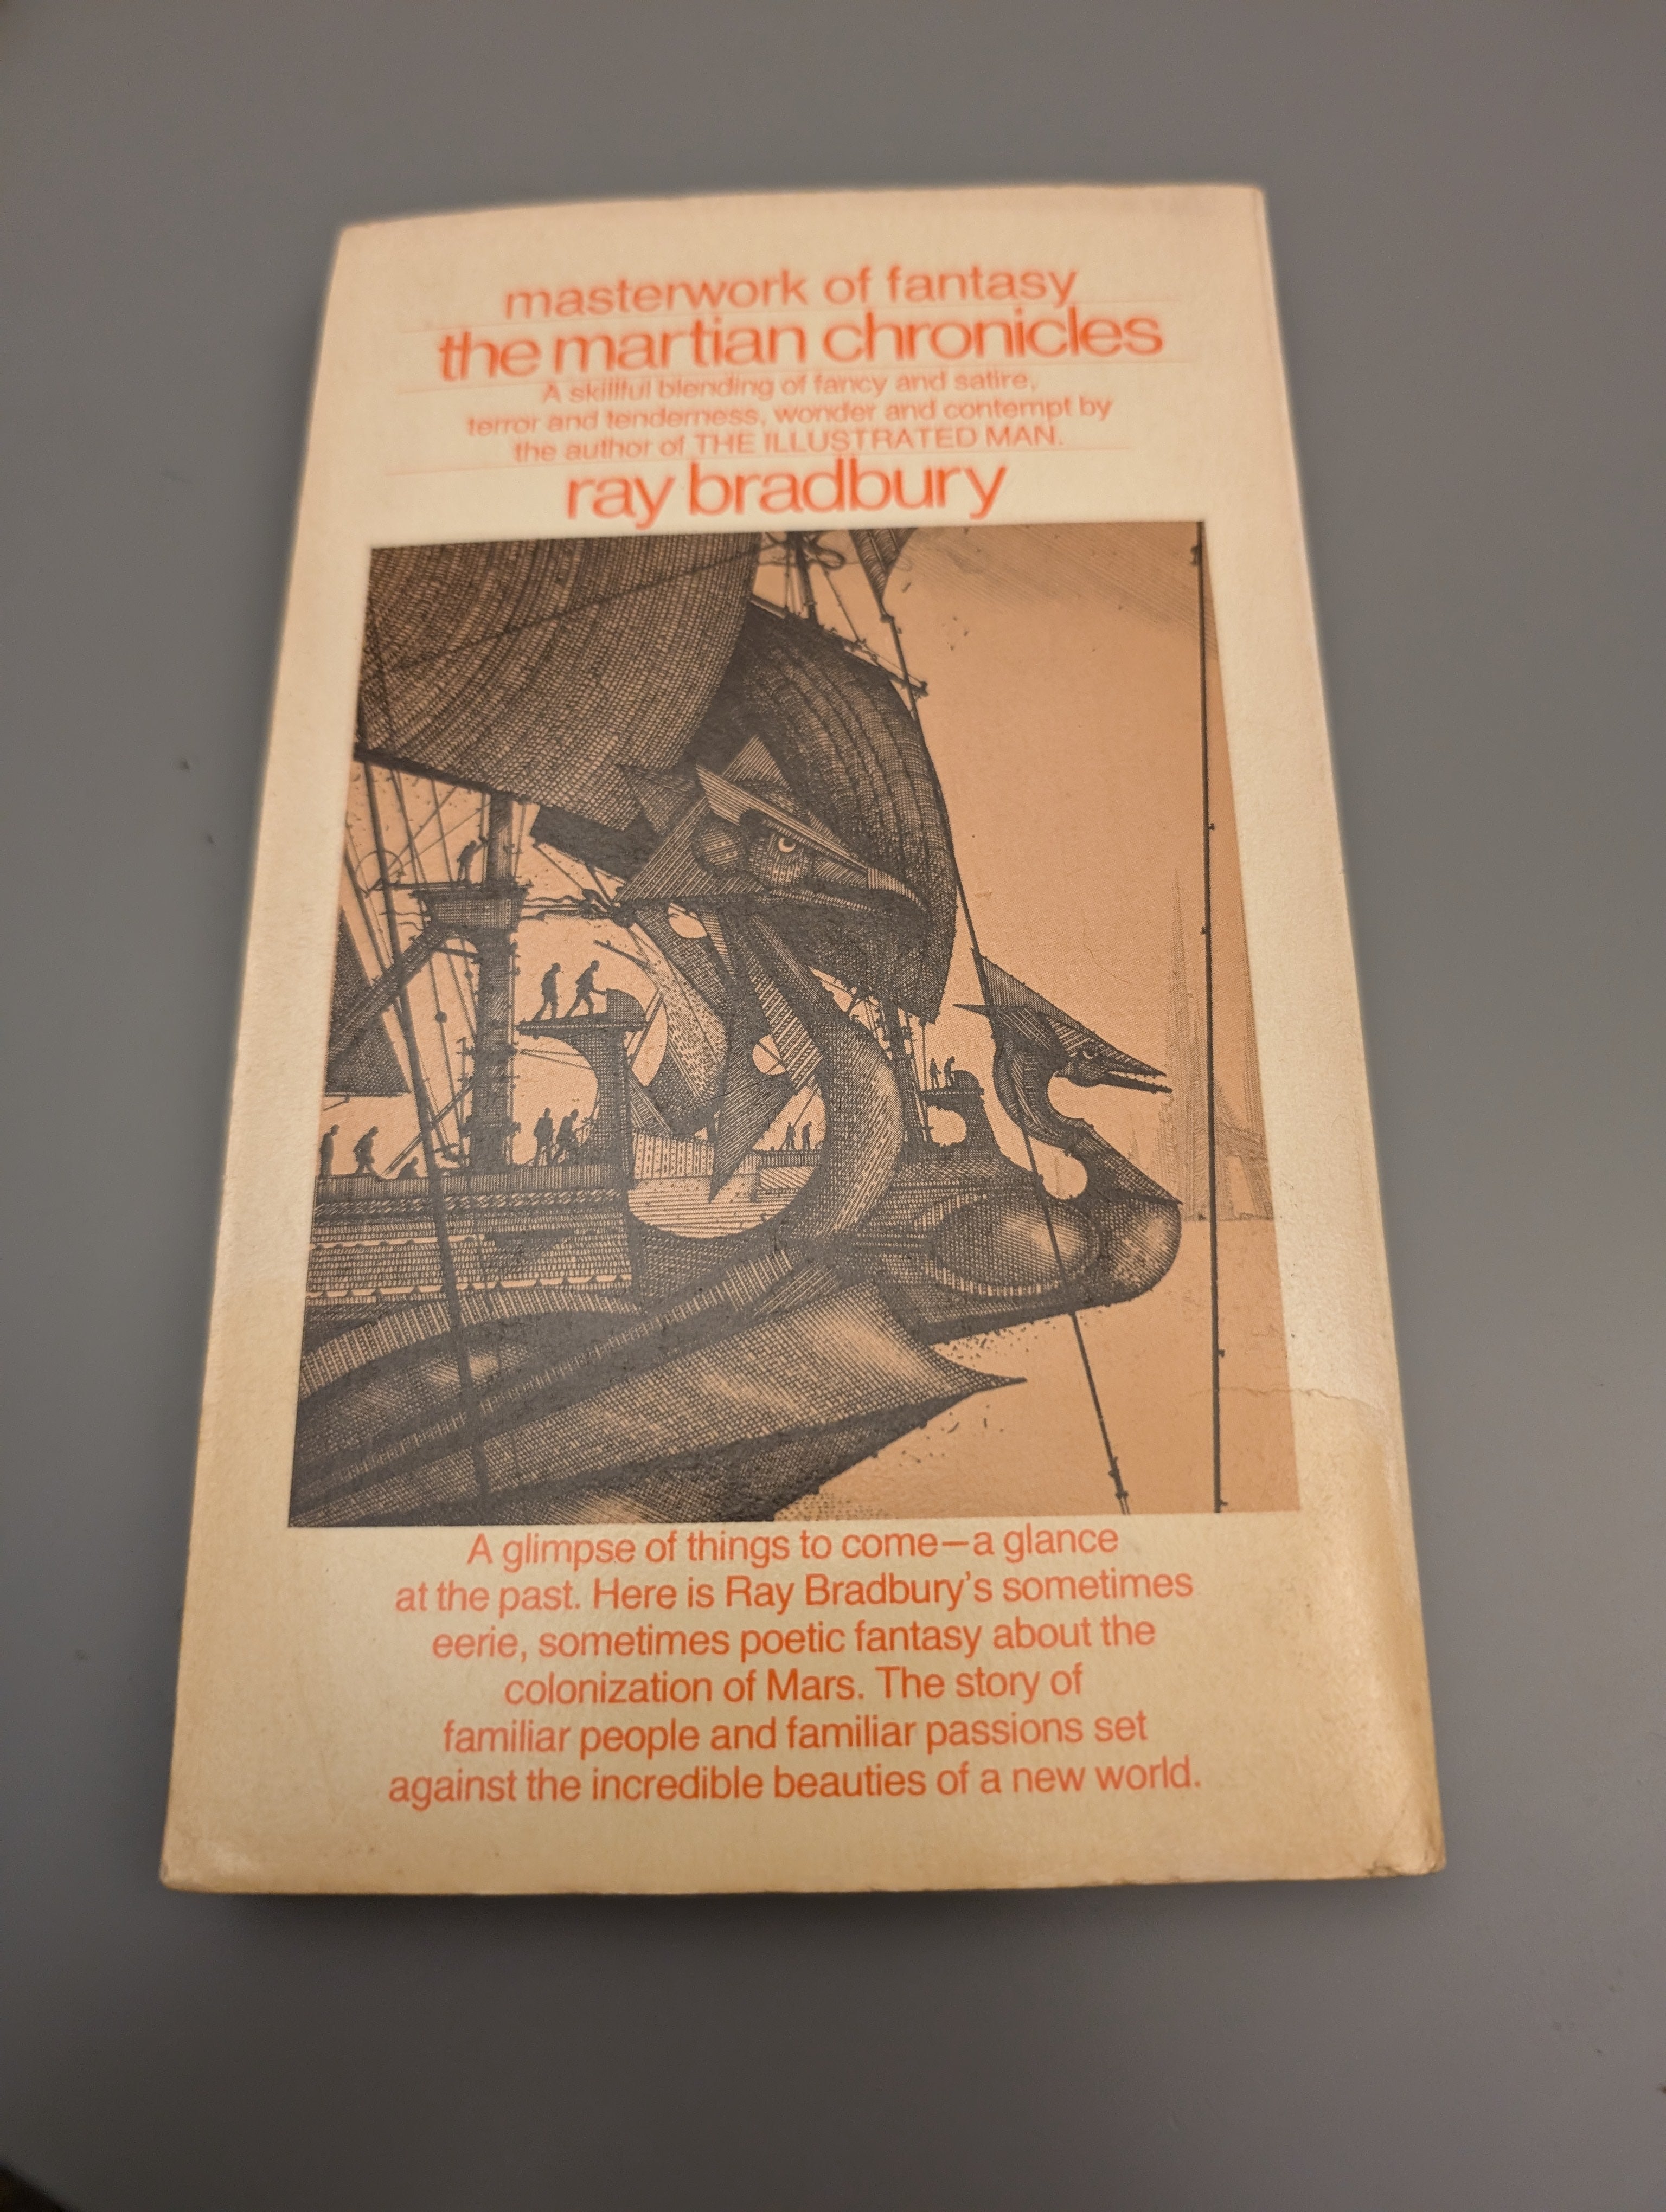 masterwork of fantasy
the martian chronicles
A skillful blending of fancy and satire,
terror and tenderness, wonder and contempt by
the author of THE ILLUSTRATED MAN.
ray bradbury
A glimpse of things to come—a glance
at the past. Here is Ray Bradbury's sometimes
eerie, sometimes poetic fantasy about the
colonization of Mars. The story of
familiar people and familiar passions set
against the incredible beauties of a new world.